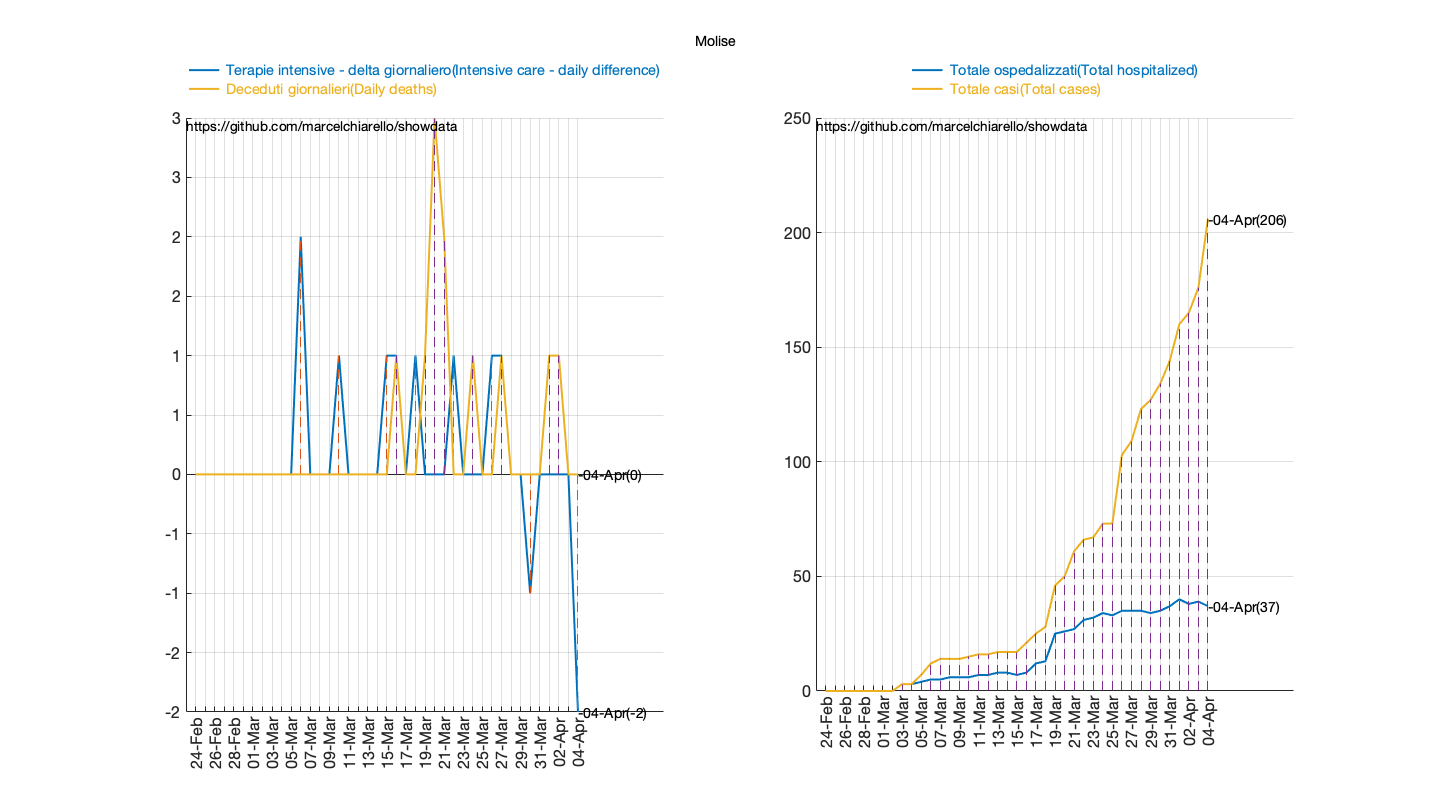 Molise
Terapie intensive - delta giornaliero(Intensive care - daily difference)
Deceduti giornalieri(Daily deaths)
https://github.com/marcelchiarello/showdata
3
3
2
2
1
1
0
-1
-1
-2
-2
-04-Apr(0)
-04-Apr(-2)
24-Feb
26-Feb
28-Feb
01-Mar
03-Mar
05-Mar
07-Mar
09-Mar
11-Mar
13-Mar
15-Mar
17-Mar
19-Mar
21-Mar
23-Mar
25-Mar
27-Mar
29-Mar
31-Mar
02-Apr
04-Apr
Totale ospedalizzati(Total hospitalized)
Totale casi(Total cases)
https://github.com/marcelchiarello/showdata
250
200
150
100
50
0
-04-Apr(206)
-04-Apr(37)
24-Feb
26-Feb
28-Feb
01-Mar
03-Mar
05-Mar
07-Mar
09-Mar
11-Mar
13-Mar
15-Mar
17-Mar
19-Mar
21-Mar
23-Mar
25-Mar
27-Mar
29-Mar
31-Mar
02-Apr
04-Apr